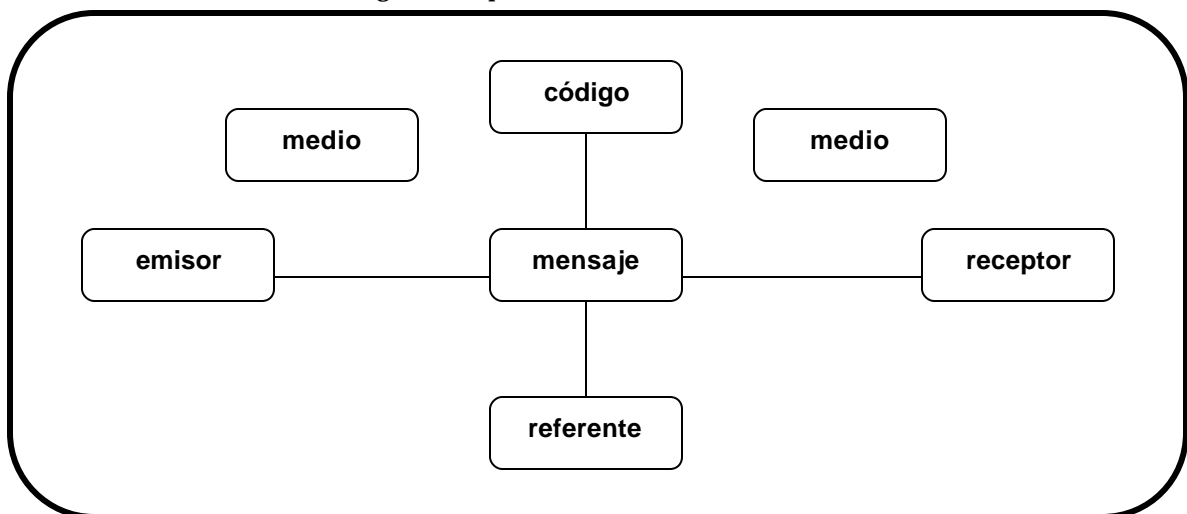 código
medio
medio
emisor
mensaje
receptor
referente